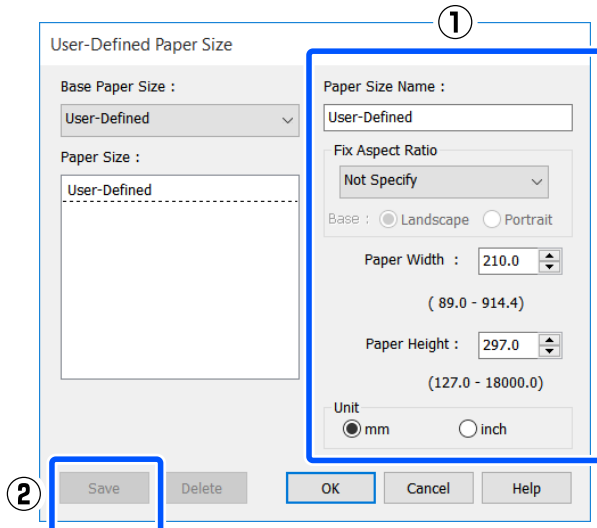 ①
User-Defined Paper Size
Base Paper Size :
User-Defined
Paper Size :
User-Defined
Paper Size Name :
User-Defined
Fix Aspect Ratio
Not Specify
Base : Landscape Portrait
Paper Width : 210.0
( 89.0 - 914.4)
Paper Height : 297.0
(127.0 - 18000.0)
Unit
mm inch
②
Save Delete OK Cancel Help